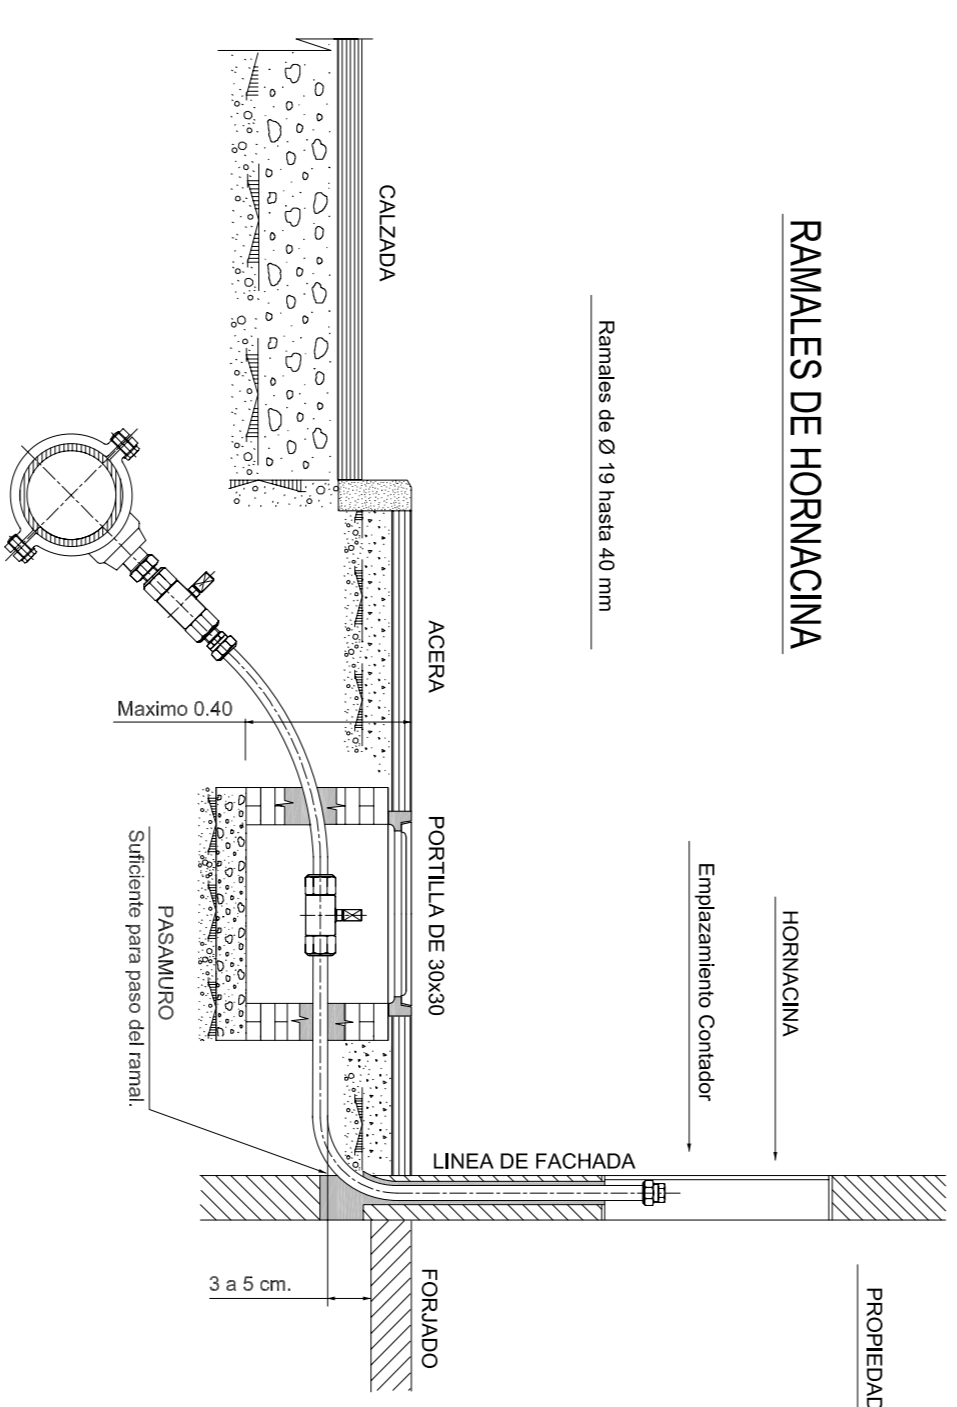 RAMALES DE HORNACINA
Ramales de Ø 19 hasta 40 mm
HORNACINA
Emplazamiento Contador
PROPIEDAD
CALZADA
ACERA
PORTILLA DE 30x30
LINEA DE FACHADA
FORJADO
Maximo 0.40
PASAMURO
Suficiente para paso del ramal.
3 a 5 cm.